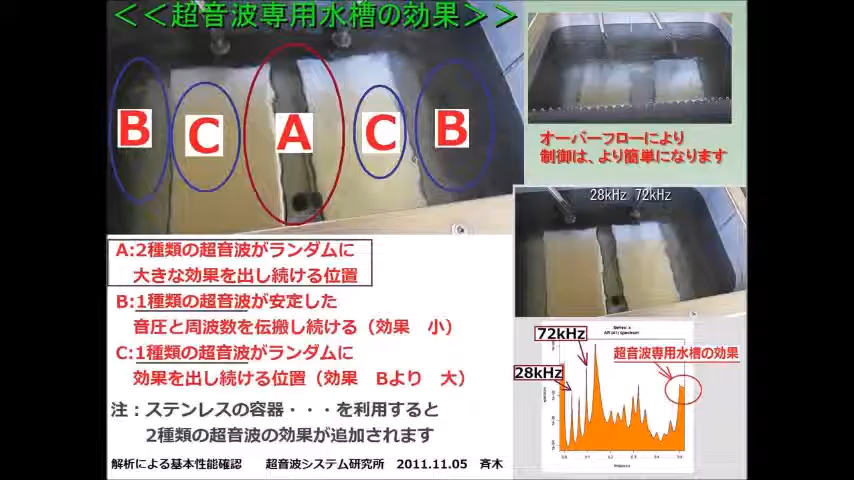 <<超音波専用水槽の効果>>
B
C
A
C
B
オーバーフローにより
制御は、より簡単になります
28kHz 72kHz
A:2種類の超音波がランダムに
大きな効果を出し続ける位置
B:1種類の超音波が安定した
音圧と周波数を伝搬し続ける(効果 小)
C:1種類の超音波がランダムに
効果を出し続ける位置(効果 Bより 大)
注:ステンレスの容器・・・を利用すると
2種類の超音波の効果が追加されます
72kHz
28kHz
超音波専用水槽の効果
解析による基本性能確認 超音波システム研究所 2011.11.05 斉木